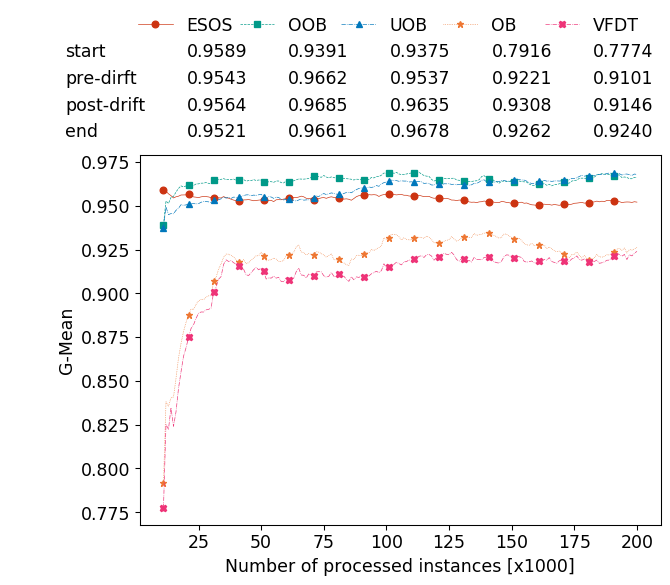 ESOS OOB UOB OB VFDT
start 0.9589 0.9391 0.9375 0.7916 0.7774
pre-dirft 0.9543 0.9662 0.9537 0.9221 0.9101
post-drift 0.9564 0.9685 0.9635 0.9308 0.9146
end 0.9521 0.9661 0.9678 0.9262 0.9240
0.975
0.950
0.925
0.900
0.875
0.850
0.825
0.800
0.775
G-Mean
25 50 75 100 125 150 175 200
Number of processed instances [x1000]